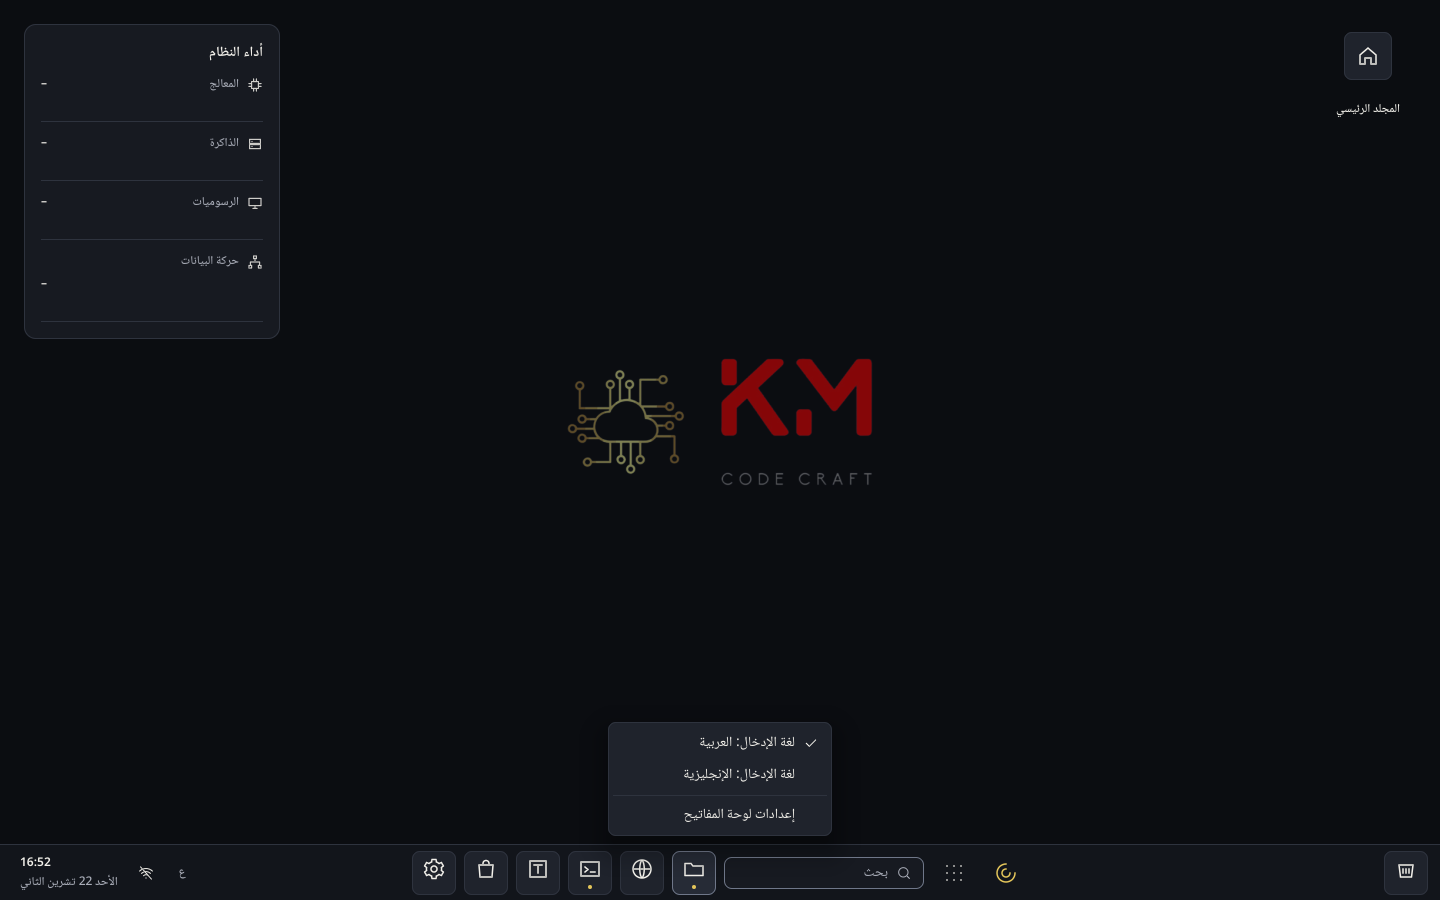 المجلد الرئيسي
أداء النظام
المعالج -
الذاكرة -
الرسوميات -
حركة البيانات
-
KM
CODE CRAFT
لغة الإدخال: العربية
لغة الإدخال: الإنجليزية
إعدادات لوحة المفاتيح
بحث
T
ع
16:52
الأحد 22 تشرين الثاني